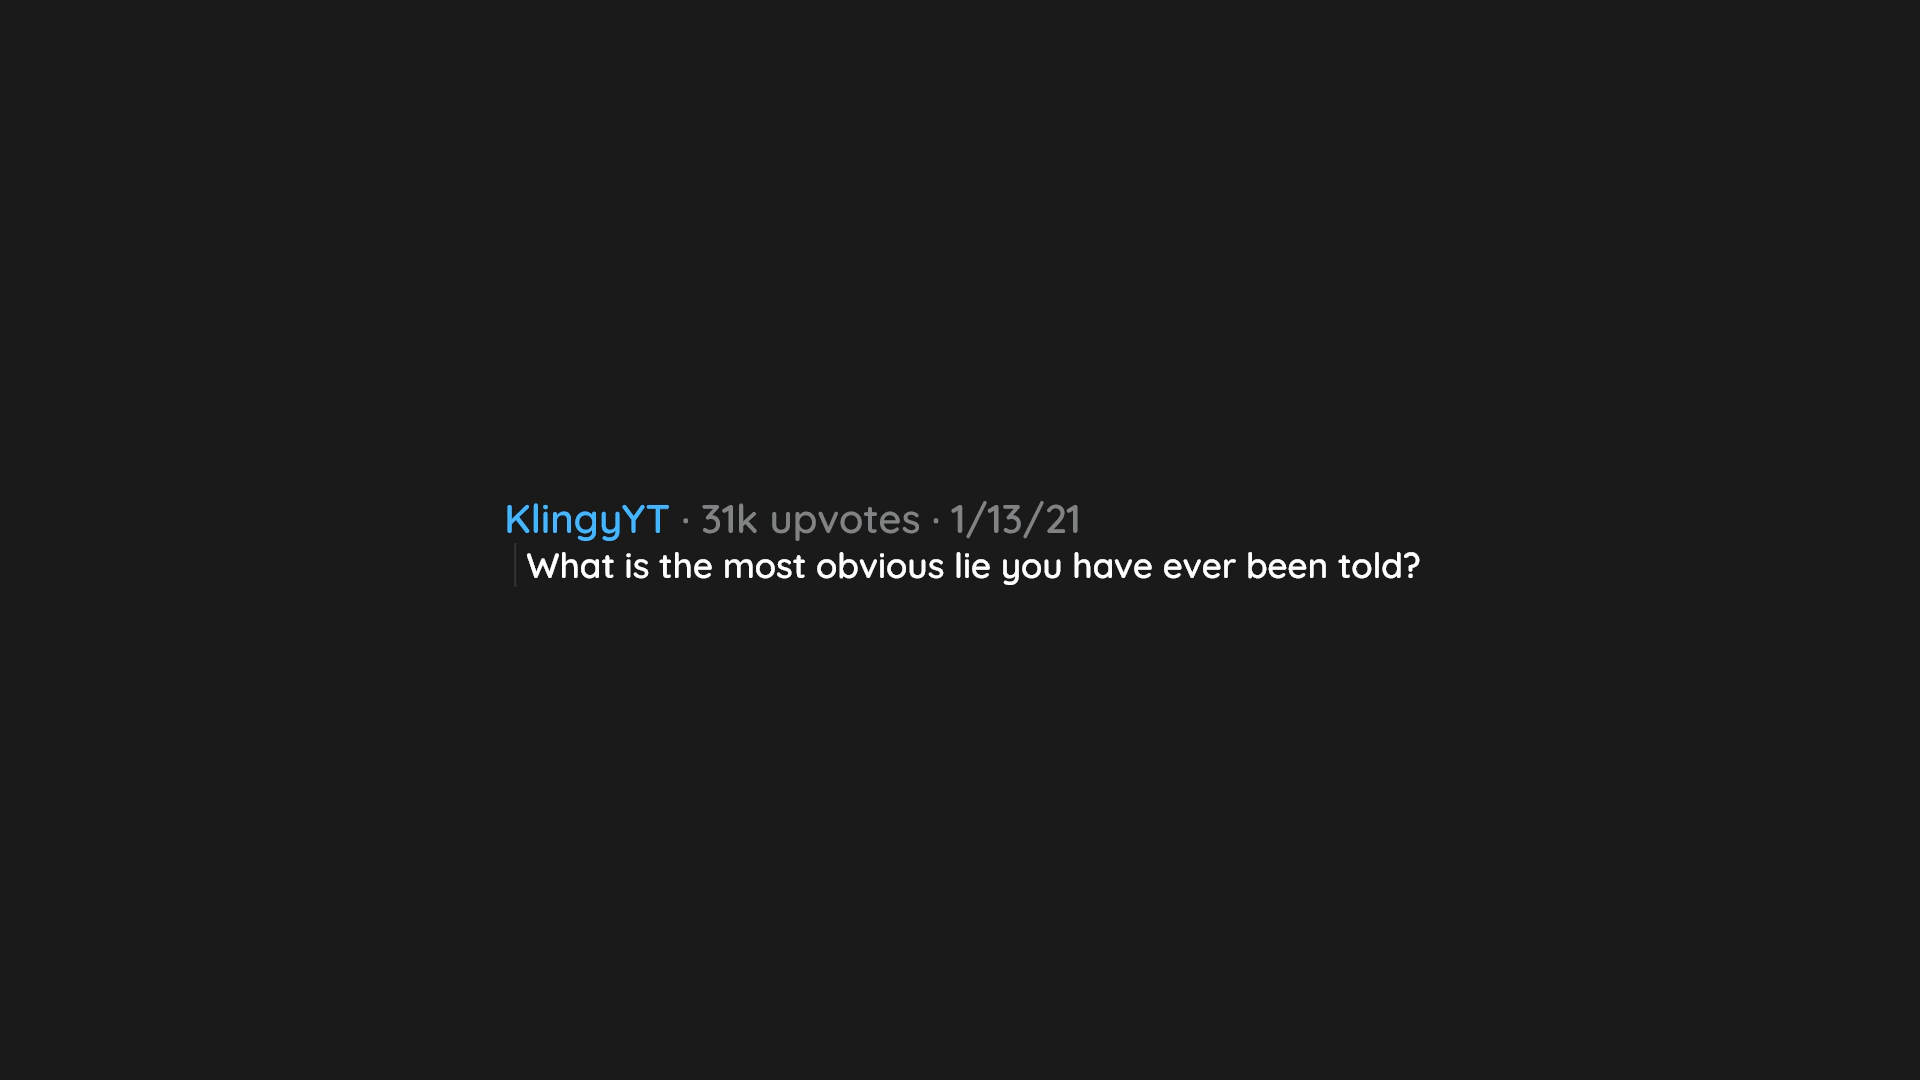 KlingyYT · 31k upvotes · 1/13/21
What is the most obvious lie you have ever been told?